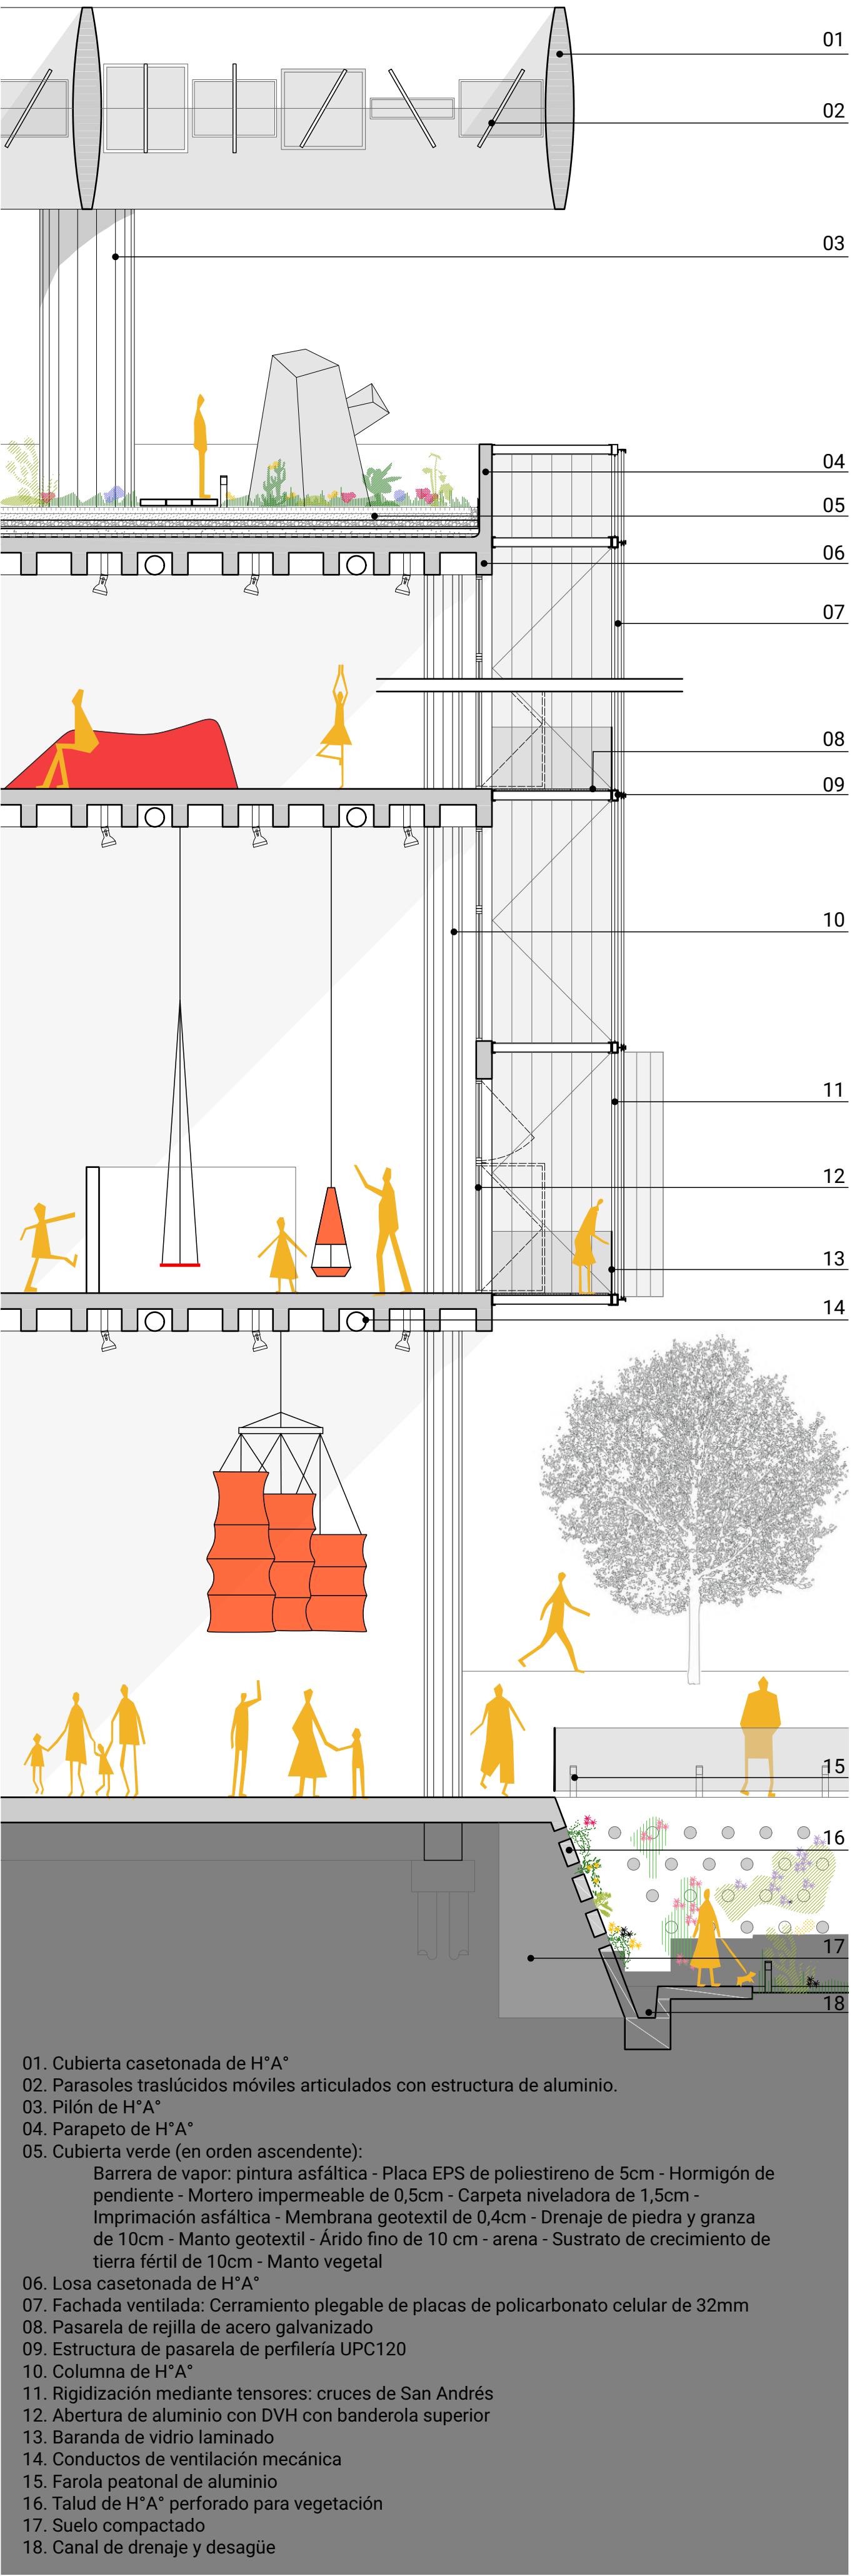 01
02
03
04
05
06
07
08
09
10
11
12
13
14
15
16
17
18
01. Cubierta casetonada de H°A°
02. Parasoles traslúcidos móviles articulados con estructura de aluminio.
03. Pilón de H°A°
04. Parapeto de H°A°
05. Cubierta verde (en orden ascendente):
Barrera de vapor: pintura asfáltica - Placa EPS de poliestireno de 5cm - Hormigón de
pendiente - Mortero impermeable de 0,5cm - Carpeta niveladora de 1,5cm -
Imprimación asfáltica - Membrana geotextil de 0,4cm - Drenaje de piedra y granza
de 10cm - Manto geotextil - Árido fino de 10 cm - arena - Sustrato de crecimiento de
tierra fértil de 10cm - Manto vegetal
06. Losa casetonada de H°A°
07. Fachada ventilada: Cerramiento plegable de placas de policarbonato celular de 32mm
08. Pasarela de rejilla de acero galvanizado
09. Estructura de pasarela de perfilería UPC120
10. Columna de H°A°
11. Rigidización mediante tensores: cruces de San Andrés
12. Abertura de aluminio con DVH con banderola superior
13. Baranda de vidrio laminado
14. Conductos de ventilación mecánica
15. Farola peatonal de aluminio
16. Talud de H°A° perforado para vegetación
17. Suelo compactado
18. Canal de drenaje y desagüe